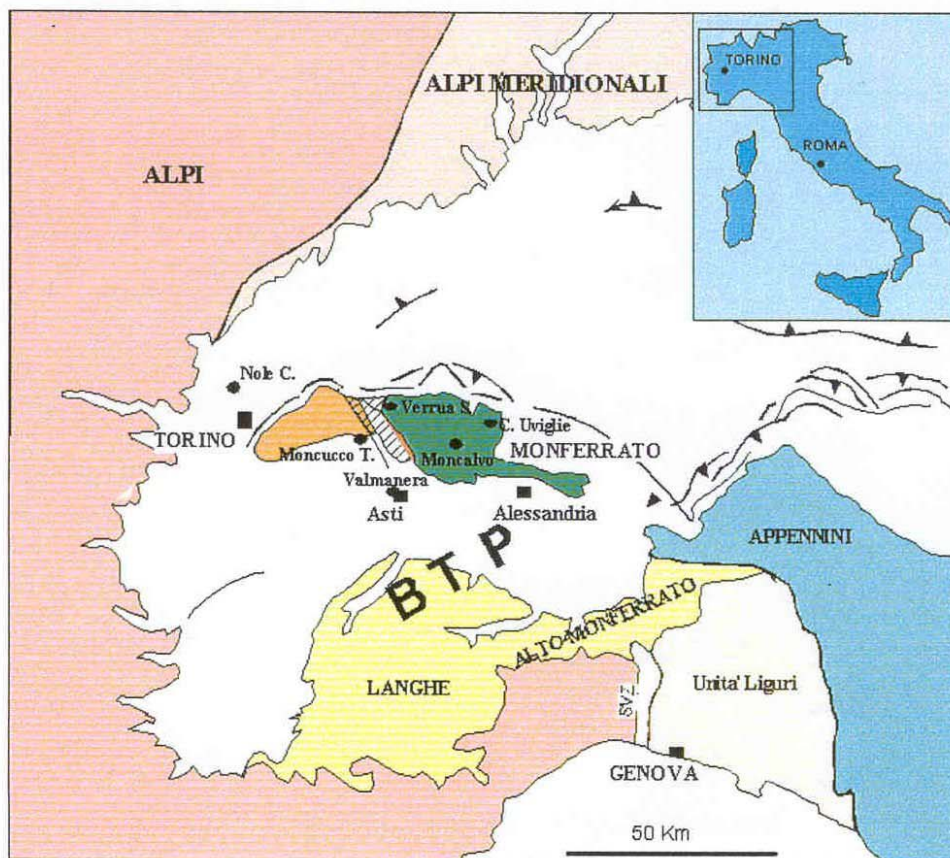 ALPI MERIDIONALI
TORINO
ROMA
ALPI
Nole C.
TORINO
Verrua S.
C. Uviglie
MONFERRATO
Moncucco T.
Moncalvo
Valmanera
Asti
Alessandria
BTP
APPENNINI
ALTO MONFERRATO
LANGHE
Unita' Liguri
SVZ
GENOVA
50 Km